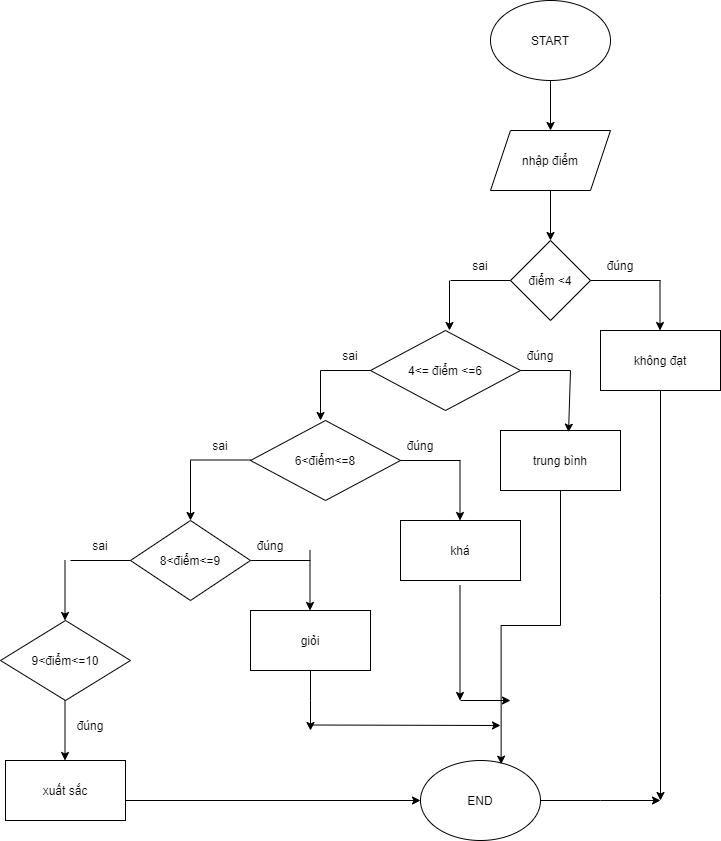 START
nhập điểm
sai
điểm <4
đúng
sai
4<= điểm <=6
đúng
không đạt
sai
6<điểm<=8
đúng
trung bình
sai
8<điểm<=9
đúng
khá
9<điểm<=10
giỏi
đúng
xuất sắc
END